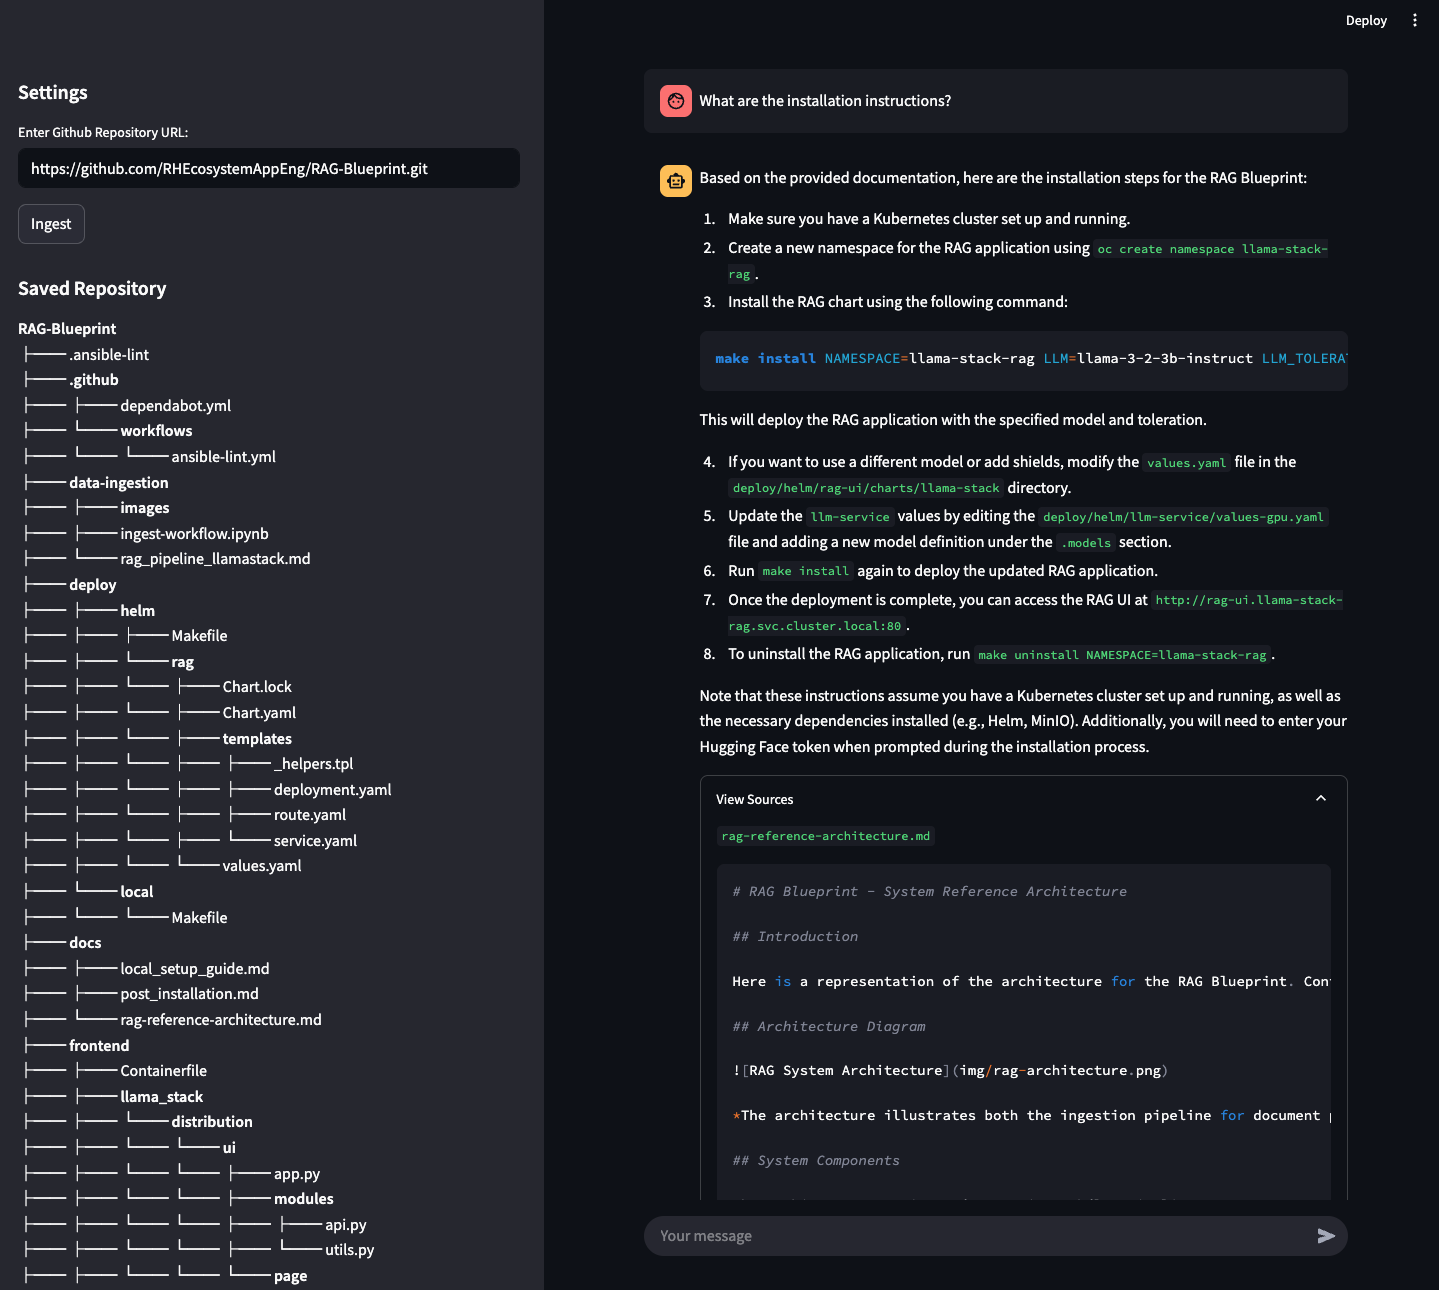 Deploy
Settings
Enter Github Repository URL:
https://github.com/RHEcosystemAppEng/RAG-Blueprint.git
Ingest
Saved Repository
RAG-Blueprint
├── .ansible-lint
├── .github
├── ├── dependabot.yml
├── └── workflows
├── └── └── ansible-lint.yml
├── data-ingestion
├── ├── images
├── ├── ingest-workflow.ipynb
├── └── rag_pipeline_llamastack.md
├── deploy
├── ├── helm
├── ├── ├── Makefile
├── ├── └── rag
├── ├── └── ├── Chart.lock
├── ├── └── ├── Chart.yaml
├── ├── └── ├── templates
├── ├── └── ├── ├── _helpers.tpl
├── ├── └── ├── ├── deployment.yaml
├── ├── └── ├── ├── route.yaml
├── ├── └── ├── └── service.yaml
├── ├── └── └── values.yaml
├── └── local
├── └── └── Makefile
├── docs
├── ├── local_setup_guide.md
├── ├── post_installation.md
├── └── rag-reference-architecture.md
├── frontend
├── ├── Containerfile
├── ├── llama_stack
├── ├── └── distribution
├── ├── └── └── ui
├── ├── └── └── ├── app.py
├── ├── └── └── ├── modules
├── ├── └── └── ├── ├── api.py
├── ├── └── └── ├── └── utils.py
├── ├── └── └── └── page
What are the installation instructions?
Based on the provided documentation, here are the installation steps for the RAG Blueprint:
1. Make sure you have a Kubernetes cluster set up and running.
2. Create a new namespace for the RAG application using oc create namespace llama-stack-
rag .
3. Install the RAG chart using the following command:
make install NAMESPACE=llama-stack-rag LLM=llama-3-2-3b-instruct LLM_TOLERA
This will deploy the RAG application with the specified model and toleration.
4. If you want to use a different model or add shields, modify the values.yaml file in the
deploy/helm/rag-ui/charts/llama-stack directory.
5. Update the llm-service values by editing the deploy/helm/llm-service/values-gpu.yaml
file and adding a new model definition under the .models section.
6. Run make install again to deploy the updated RAG application.
7. Once the deployment is complete, you can access the RAG UI at http://rag-ui.llama-stack-
rag.svc.cluster.local:80 .
8. To uninstall the RAG application, run make uninstall NAMESPACE=llama-stack-rag .
Note that these instructions assume you have a Kubernetes cluster set up and running, as well as
the necessary dependencies installed (e.g., Helm, MinIO). Additionally, you will need to enter your
Hugging Face token when prompted during the installation process.
View Sources
rag-reference-architecture.md
# RAG Blueprint - System Reference Architecture
## Introduction
Here is a representation of the architecture for the RAG Blueprint. Con
## Architecture Diagram
![RAG System Architecture](img/rag-architecture.png)
*The architecture illustrates both the ingestion pipeline for document
## System Components
Your message